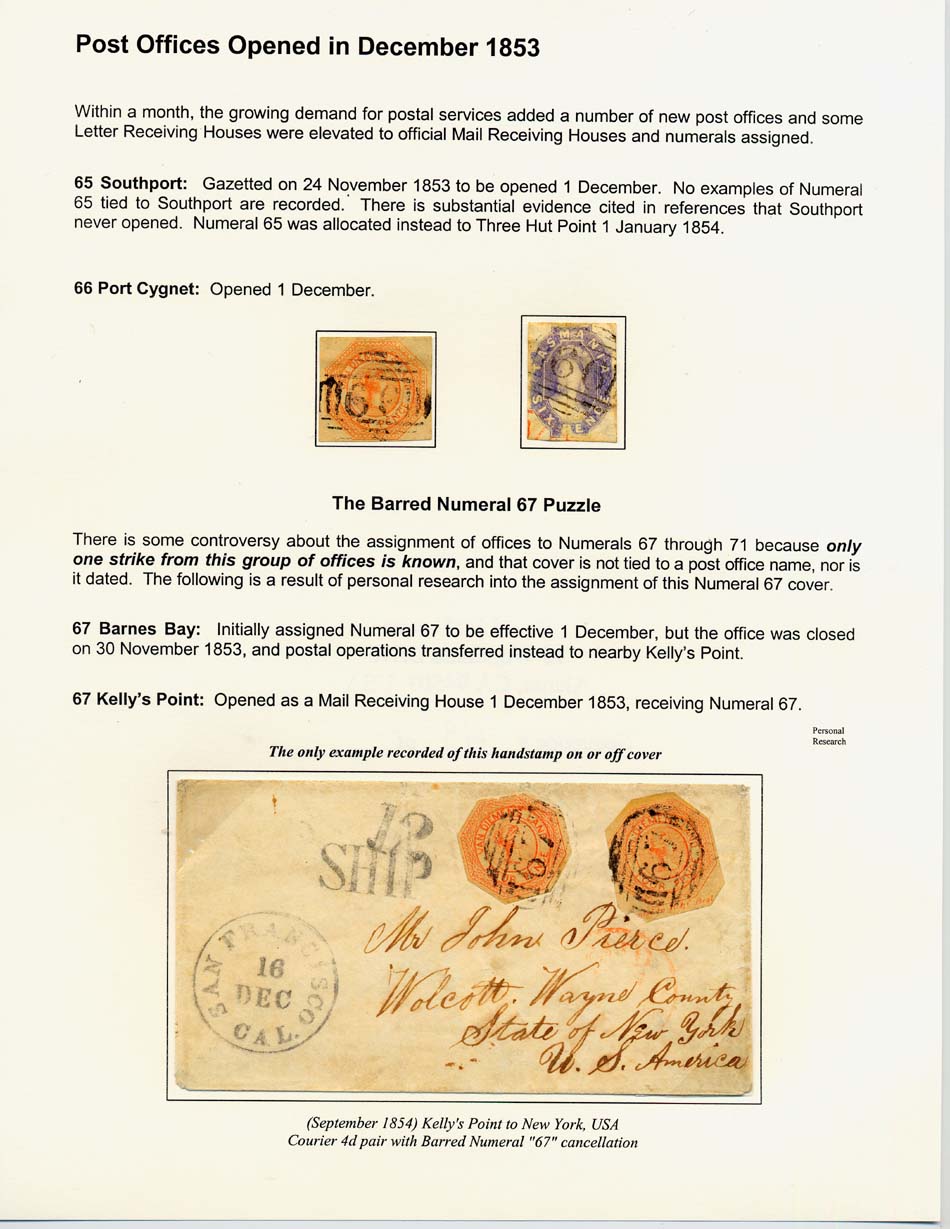 Post Offices Opened in December 1853
Within a month, the growing demand for postal services added a number of new post offices and some
Letter Receiving Houses were elevated to official Mail Receiving Houses and numerals assigned.
65 Southport: Gazetted on 24 November 1853 to be opened 1 December. No examples of Numeral
65 tied to Southport are recorded. There is substantial evidence cited in references that Southport
never opened. Numeral 65 was allocated instead to Three Hut Point 1 January 1854.
66 Port Cygnet: Opened 1 December.
66
TASMANIA
66
SIX PENCE
The Barred Numeral 67 Puzzle
There is some controversy about the assignment of offices to Numerals 67 through 71 because only
one strike from this group of offices is known, and that cover is not tied to a post office name, nor is
it dated. The following is a result of personal research into the assignment of this Numeral 67 cover.
67 Barnes Bay: Initially assigned Numeral 67 to be effective 1 December, but the office was closed
on 30 November 1853, and postal operations transferred instead to nearby Kelly's Point.
67 Kelly's Point: Opened as a Mail Receiving House 1 December 1853, receiving Numeral 67.
Personal
Research
The only example recorded of this handstamp on or off cover
12
SHIP
67
67
SAN FRANCISCO
16
DEC
CAL.
Mr John Pierce.
Wolcott. Wayne County
State of New York
U. S. America
(September 1854) Kelly's Point to New York, USA
Courier 4d pair with Barred Numeral "67" cancellation